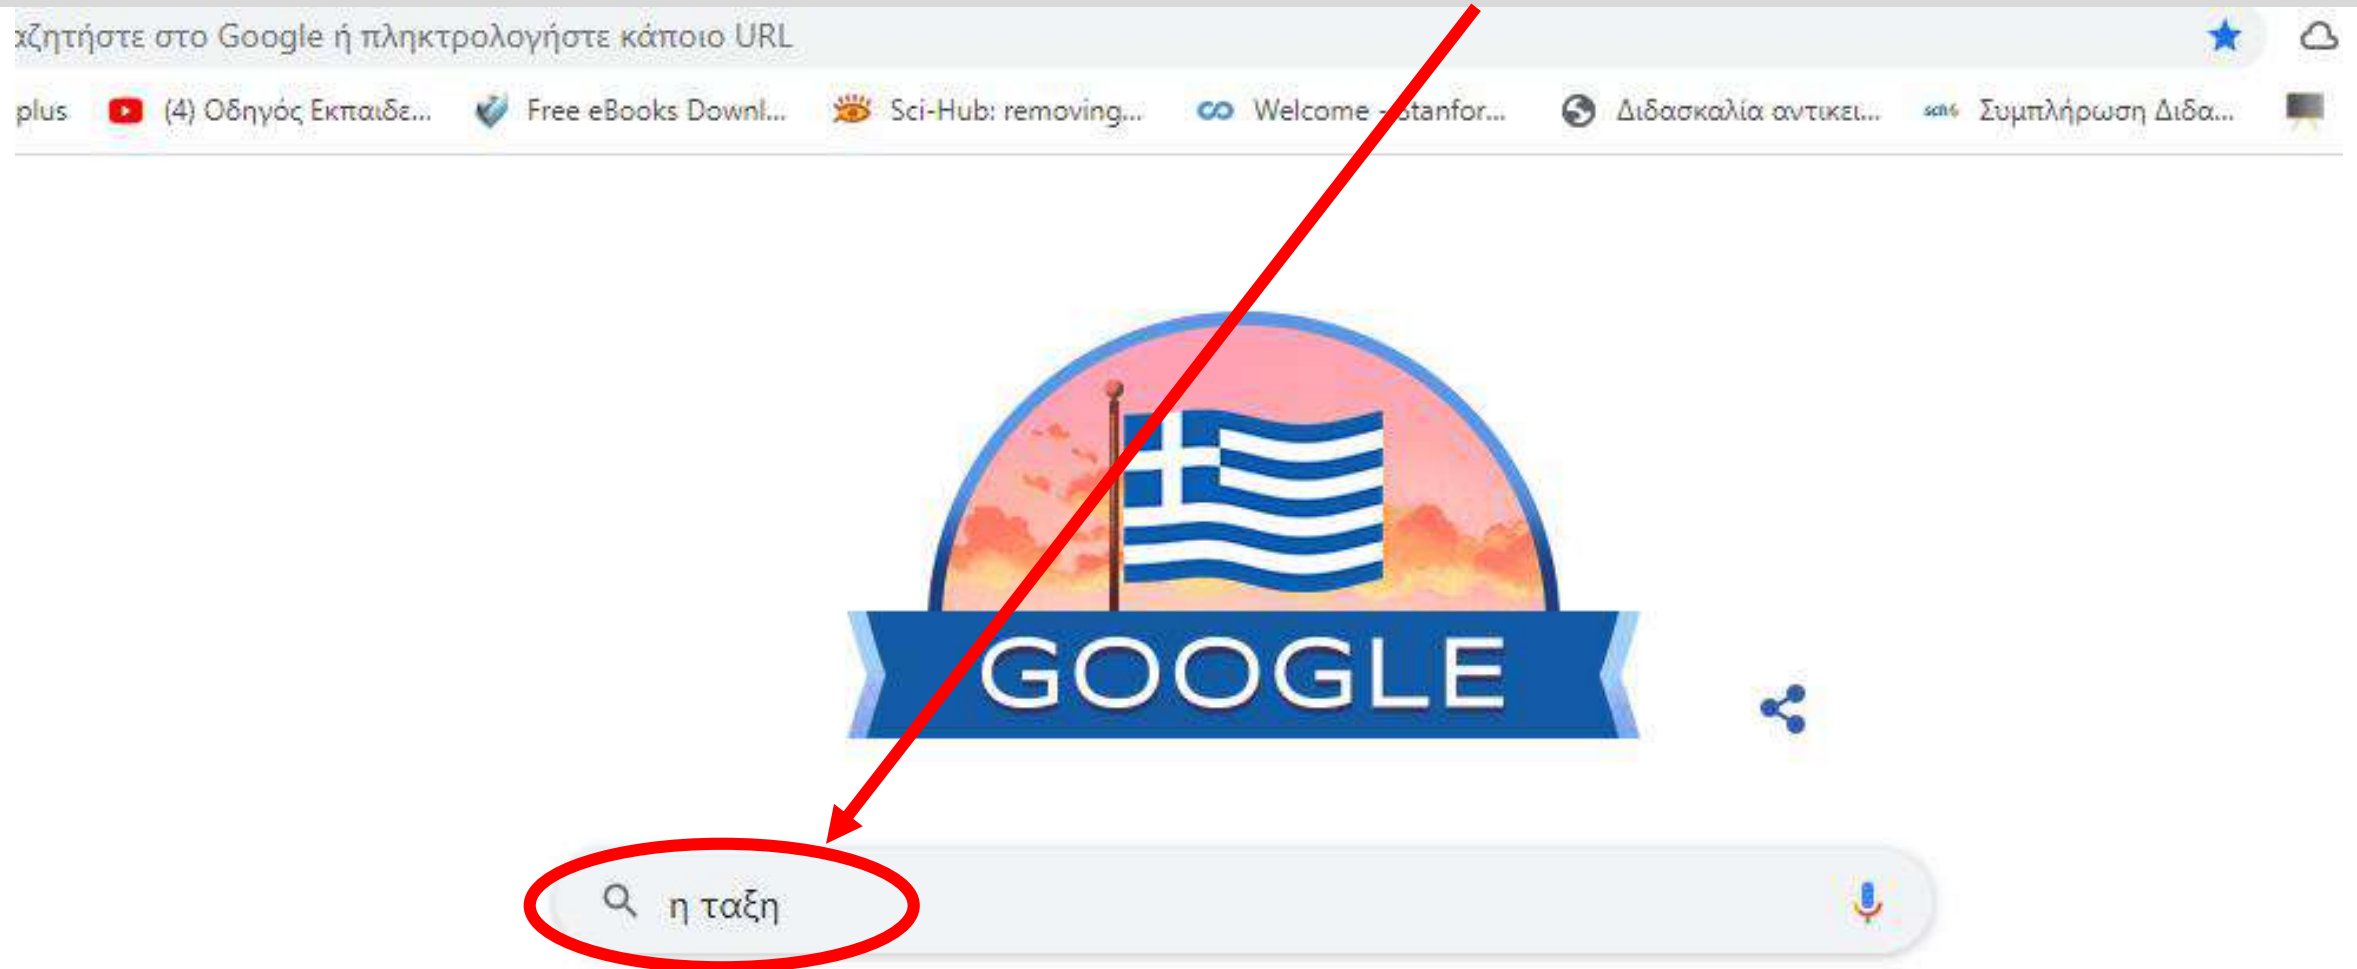 αζητήστε στο Google ή πληκτρολογήστε κάποιο URL
plus (4) Οδηγός Εκπαιδε... Free eBooks Downl... Sci-Hub: removing... Welcome - Stanfor... Διδασκαλία αντικει... Συμπλήρωση Διδα...
GOOGLE
η ταξη